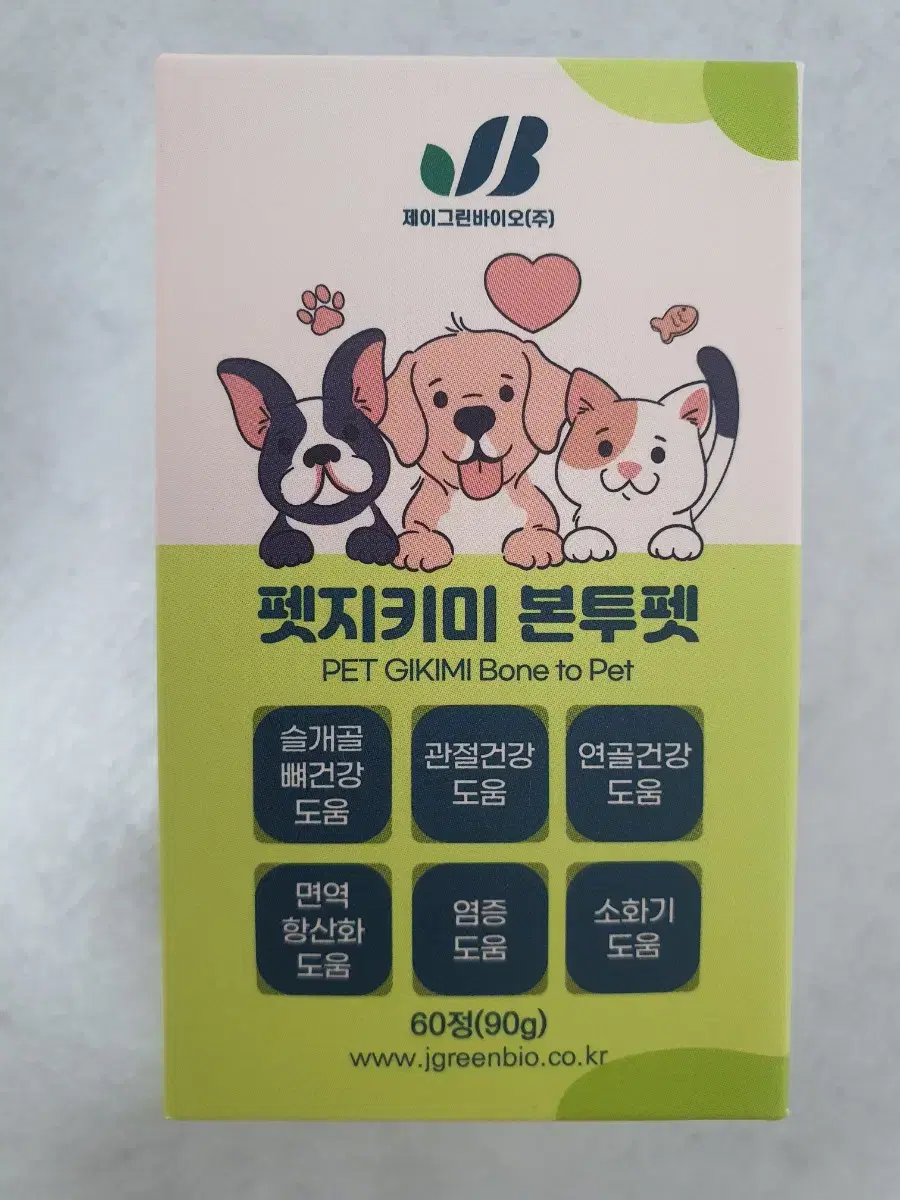 JB
제이그린바이오(주)
펫지키미 본투펫
PET GIKIMI Bone to Pet
슬개골
뼈건강
도움
관절건강
도움
연골건강
도움
면역
항산화
도움
염증
도움
소화기
도움
60정(90g)
www.jgreenbio.co.kr